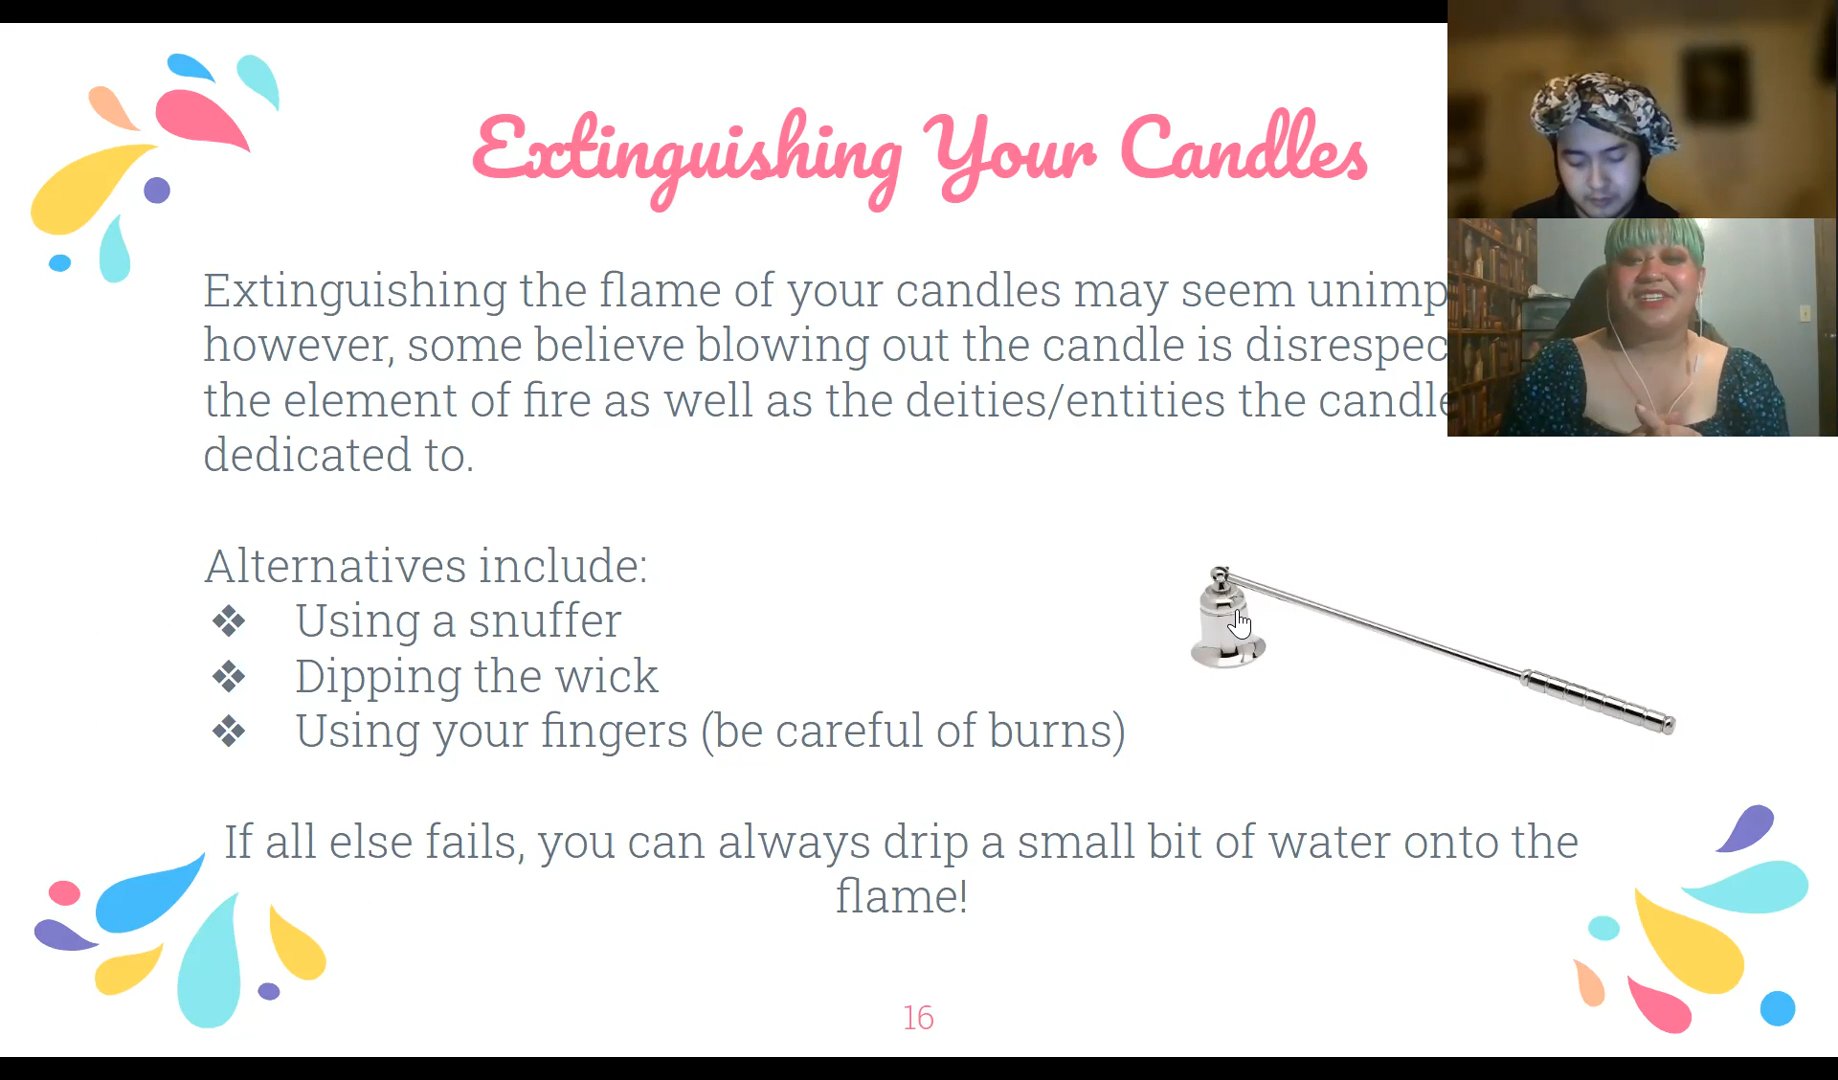 Extinguishing Your Candles
Extinguishing the flame of your candles may seem
however, some believe blowing out the candle is
the element of fire as well as the deities/entities the
dedicated to.
Alternatives include:
❖ Using a snuffer
❖ Dipping the wick
❖ Using your fingers (be careful of burns)
If all else fails, you can always drip a small bit of water onto the
flame!
16